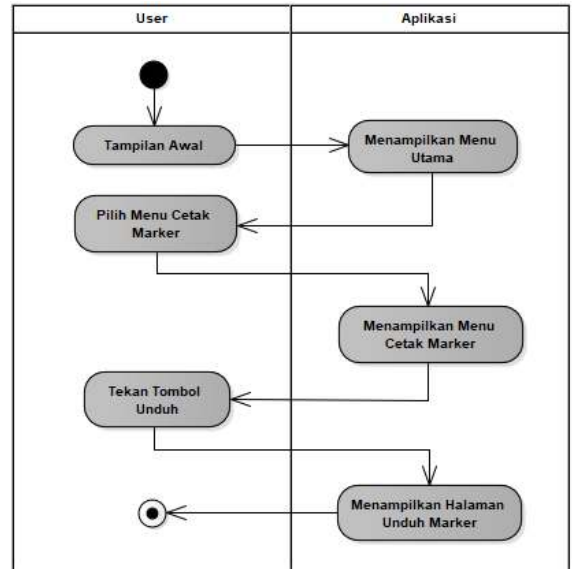 User
Aplikasi
Tampilan Awal
Menampilkan Menu
Utama
Pilih Menu Cetak
Marker
Menampilkan Menu
Cetak Marker
Tekan Tombol
Unduh
Menampilkan Halaman
Unduh Marker